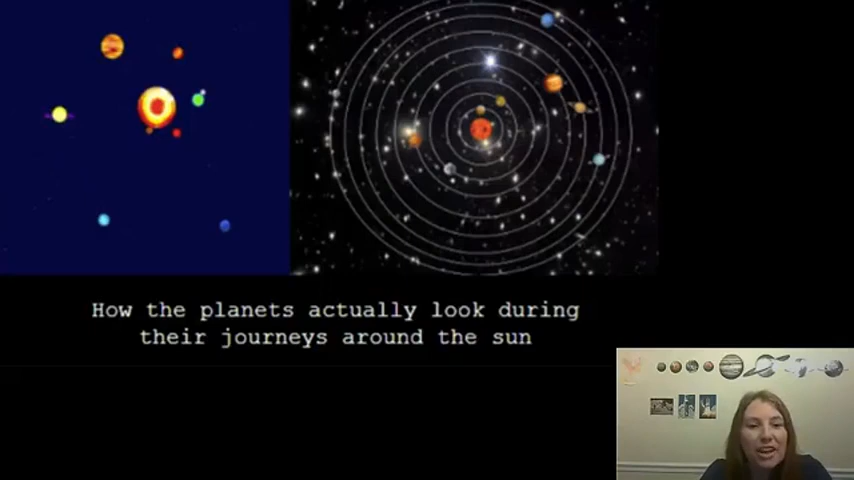 How the planets actually look during
their journeys around the sun